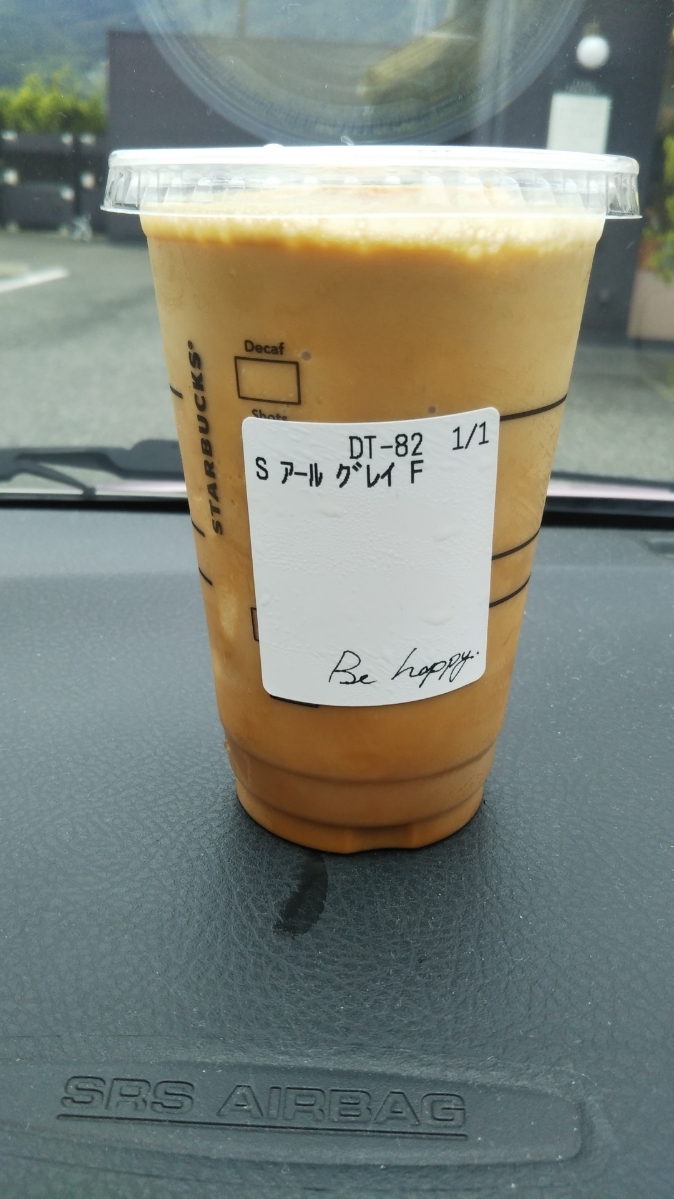 Decaf
Shots
STARBUCKS®
DT-82 1/1
S ｱｰﾙ ｸﾞﾚｲ F
Be happy.
SRS AIRBAG